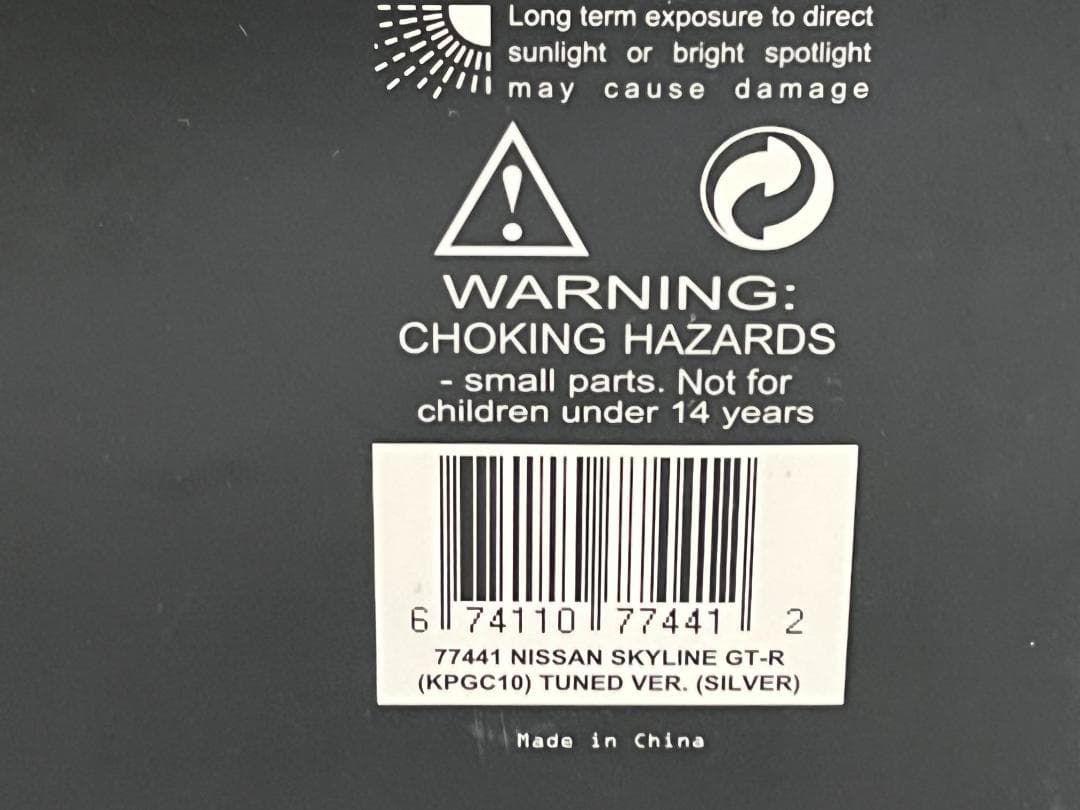 Long term exposure to direct
sunlight or bright spotlight
may cause damage
WARNING:
CHOKING HAZARDS
- small parts. Not for
children under 14 years
6 74110 77441 2
77441 NISSAN SKYLINE GT-R
(KPGC10) TUNED VER. (SILVER)
Made in China